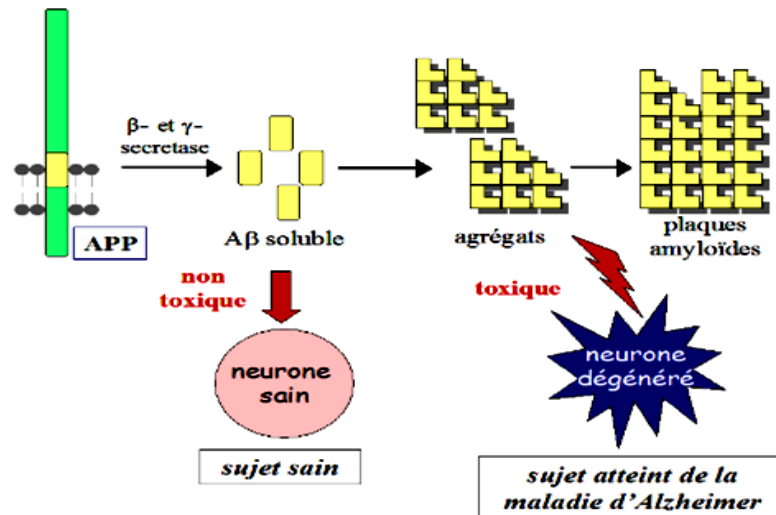 β- et γ-
secretase
APP
Aβ soluble
agrégats
plaques
amyloïdes
non
toxique
toxique
neurone
sain
neurone
dégénéré
sujet sain
sujet atteint de la
maladie d'Alzheimer